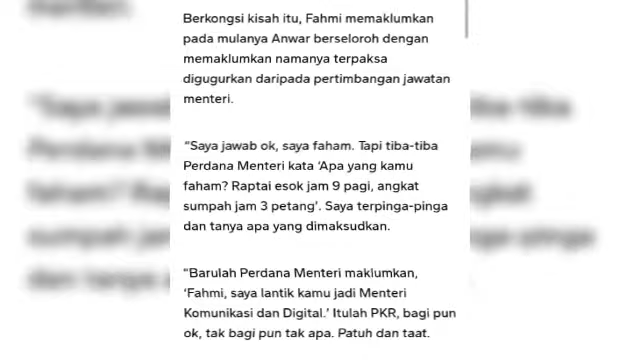 Berkongsi kisah itu, Fahmi memaklumkan
pada mulanya Anwar berseloroh dengan
memaklumkan namanya terpaksa
digugurkan daripada pertimbangan jawatan
menteri.
“Saya jawab ok, saya faham. Tapi tiba-tiba
Perdana Menteri kata ‘Apa yang kamu
faham? Raptai esok jam 9 pagi, angkat
sumpah jam 3 petang’. Saya terpinga-pinga
dan tanya apa yang dimaksudkan.
“Barulah Perdana Menteri maklumkan,
‘Fahmi, saya lantik kamu jadi Menteri
Komunikasi dan Digital.’ Itulah PKR, bagi pun
ok, tak bagi pun tak apa. Patuh dan taat.